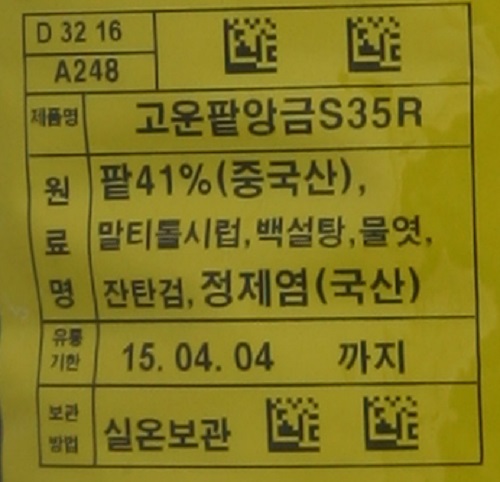 D 32 16
A248
제품명 고운팥앙금S35R
원료명 팥41%(중국산),
말티톨시럽,백설탕,물엿,
잔탄검,정제염(국산)
유통기한 15. 04. 04 까지
보관방법 실온보관